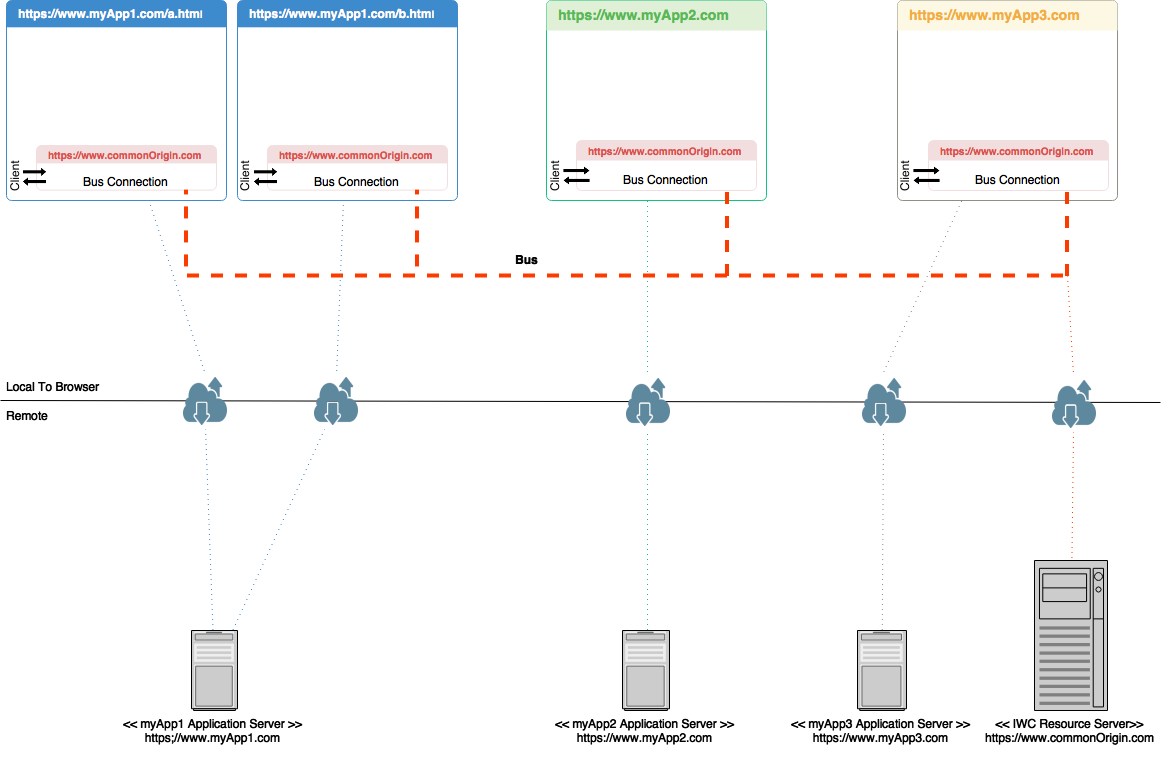 https://www.myApp1.com/a.html
https://www.myApp1.com/b.html
https://www.myApp2.com
https://www.myApp3.com
Client
https://www.commonOrigin.com
Bus Connection
Client
https://www.commonOrigin.com
Bus Connection
Client
https://www.commonOrigin.com
Bus Connection
Client
https://www.commonOrigin.com
Bus Connection
Bus
Local To Browser
Remote
<< myApp1 Application Server >>
https://www.myApp1.com
<< myApp2 Application Server >>
https://www.myApp2.com
<< myApp3 Application Server >>
https://www.myApp3.com
<< IWC Resource Server>>
https://www.commonOrigin.com